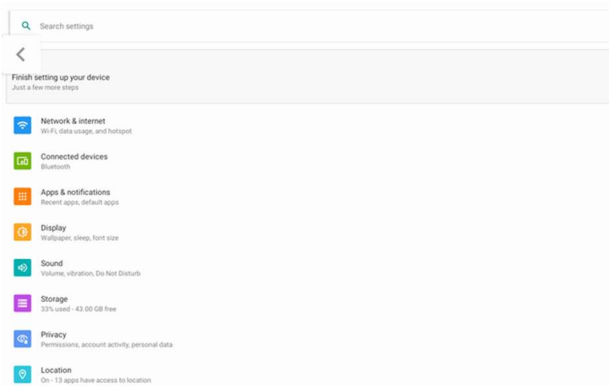 Search settings
Finish setting up your device
Just a few more steps
Network & internet
Wi-Fi, data usage, and hotspot
Connected devices
Bluetooth
Apps & notifications
Recent apps, default apps
Display
Wallpaper, sleep, font size
Sound
Volume, vibration, Do Not Disturb
Storage
33% used - 43.00 GB free
Privacy
Permissions, account activity, personal data
Location
On - 13 apps have access to location